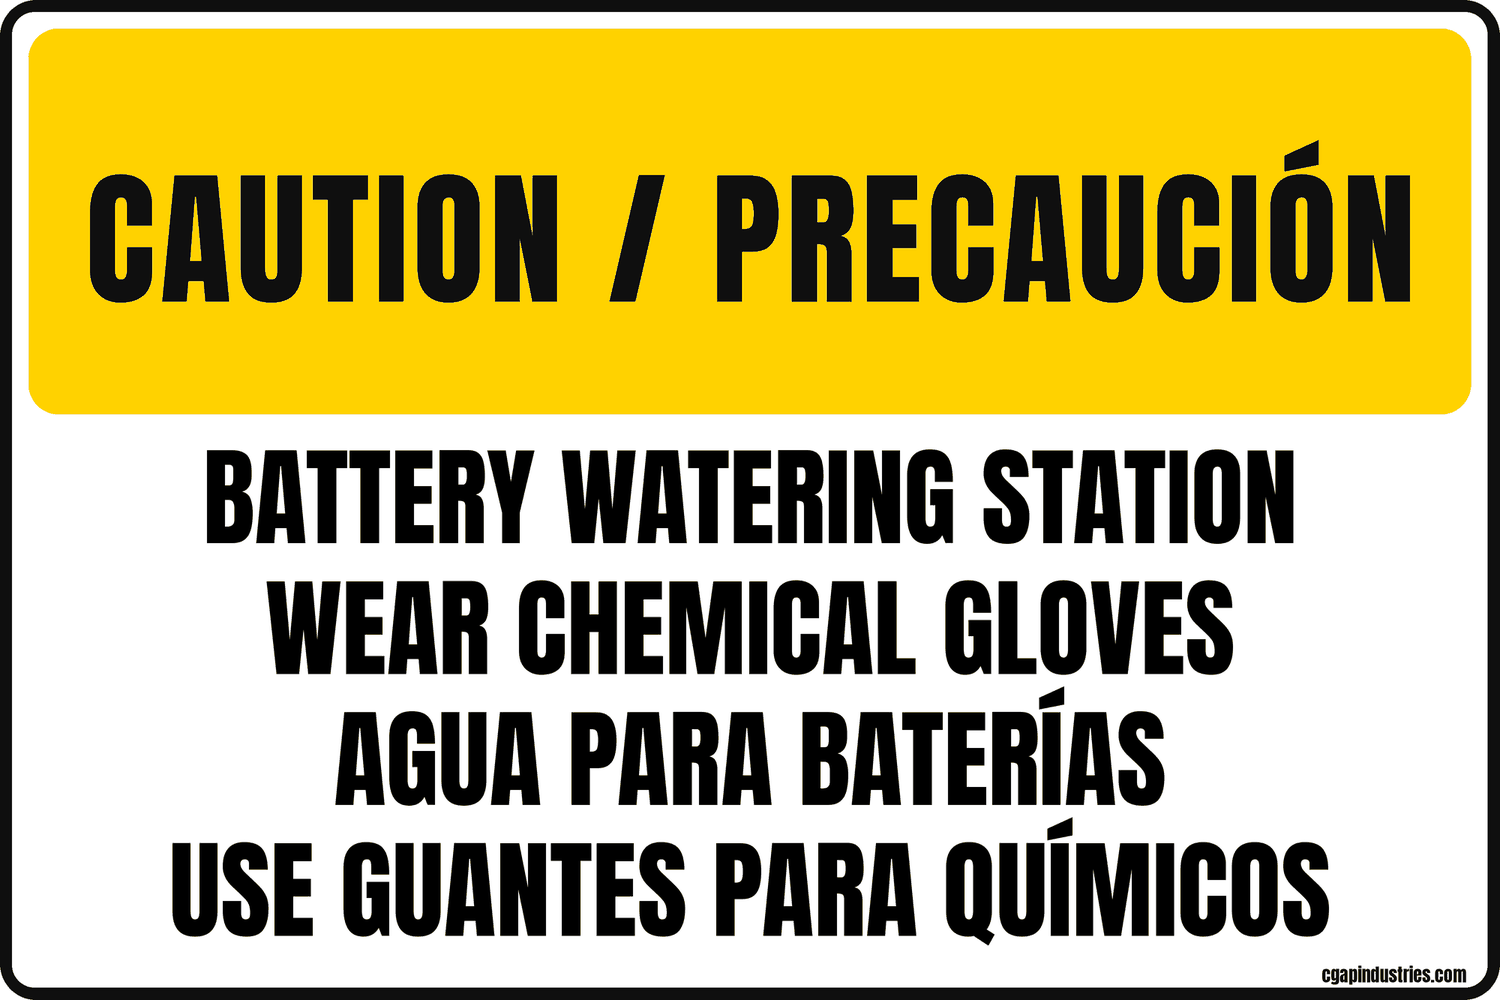 CAUTION / PRECAUCIÓN
BATTERY WATERING STATION
WEAR CHEMICAL GLOVES
AGUA PARA BATERÍAS
USE GUANTES PARA QUÍMICOS
cgapindustries.com